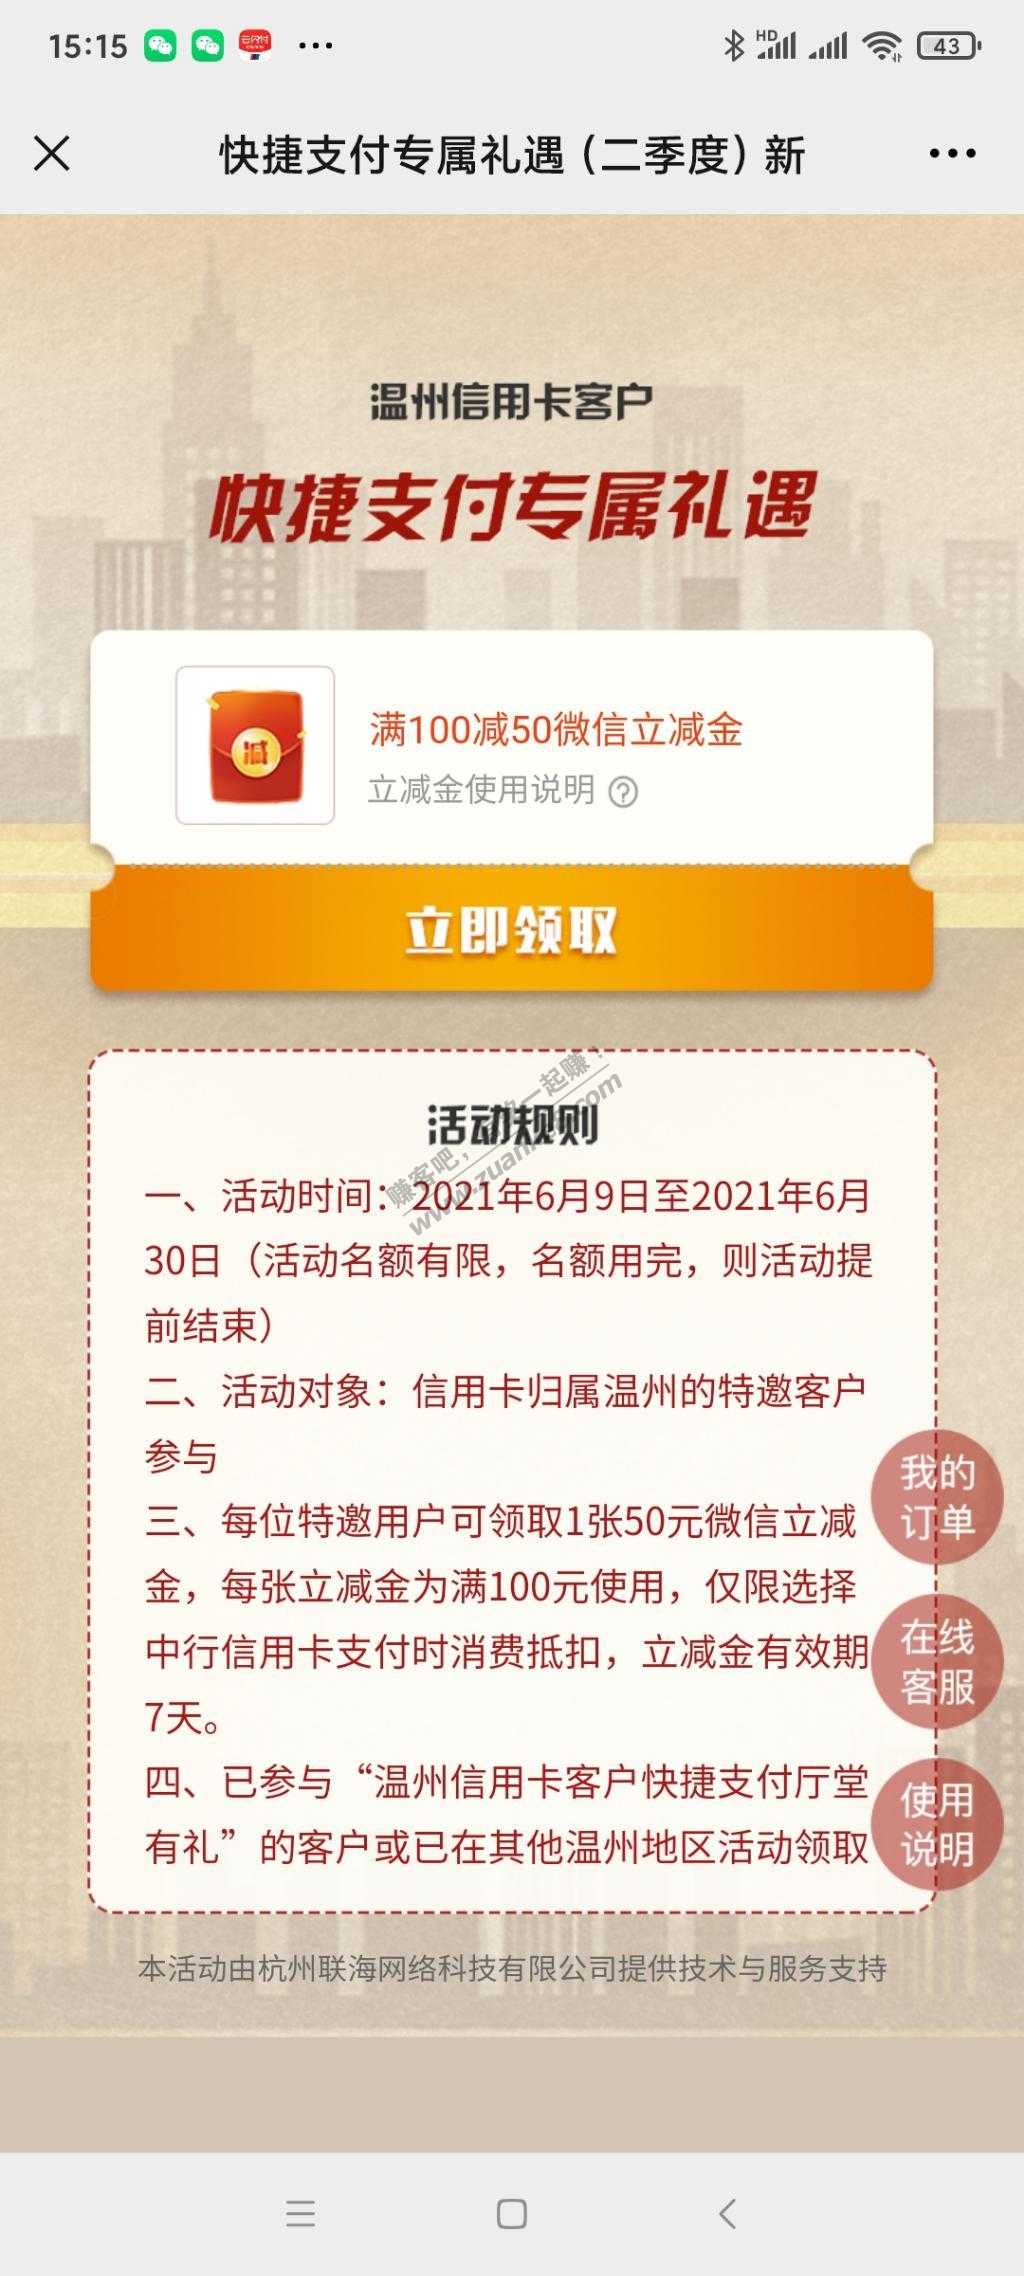 15:15
云闪付
HD
43
快捷支付专属礼遇（二季度）新
温州信用卡客户
快捷支付专属礼遇
减
满100减50微信立减金
立减金使用说明 ?
立即领取
活动规则
赚客吧，有我一起赚！
www.zuanke8.com
一、活动时间：2021年6月9日至2021年6月
30日（活动名额有限，名额用完，则活动提
前结束）
二、活动对象：信用卡归属温州的特邀客户
参与
三、每位特邀用户可领取1张50元微信立减
金，每张立减金为满100元使用，仅限选择
中行信用卡支付时消费抵扣，立减金有效期
7天。
四、已参与“温州信用卡客户快捷支付厅堂
有礼”的客户或已在其他温州地区活动领取
我的
订单
在线
客服
使用
说明
本活动由杭州联海网络科技有限公司提供技术与服务支持